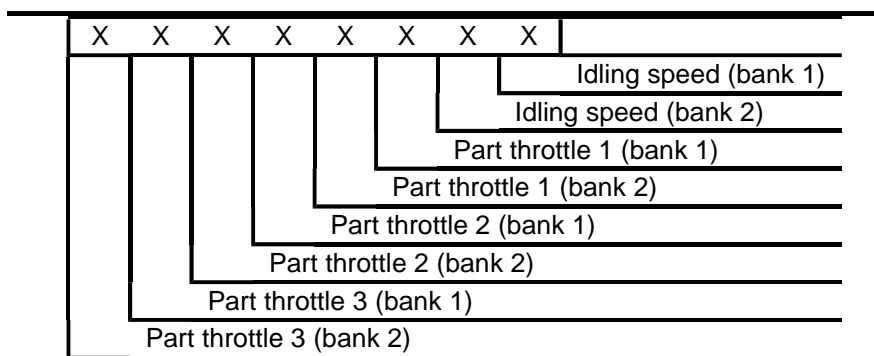 X X X X X X X X
Idling speed (bank 1)
Idling speed (bank 2)
Part throttle 1 (bank 1)
Part throttle 1 (bank 2)
Part throttle 2 (bank 1)
Part throttle 2 (bank 2)
Part throttle 3 (bank 1)
Part throttle 3 (bank 2)